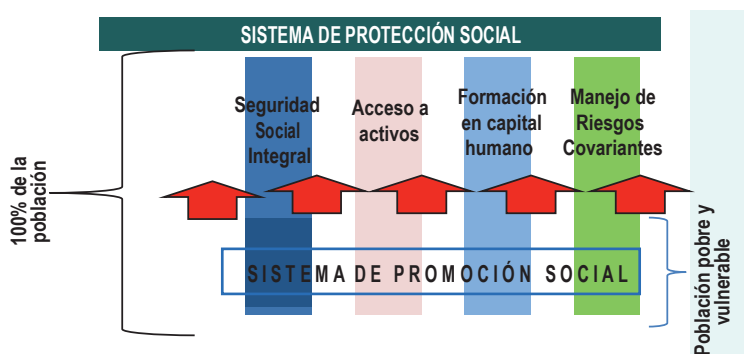 SISTEMA DE PROTECCIÓN SOCIAL
100% de la
población
Seguridad
Social
Integral
Acceso a
activos
Formación
en capital
humano
Manejo de
Riesgos
Covariantes
SISTEMA DE PROMOCIÓN SOCIAL
Población pobre y
vulnerable